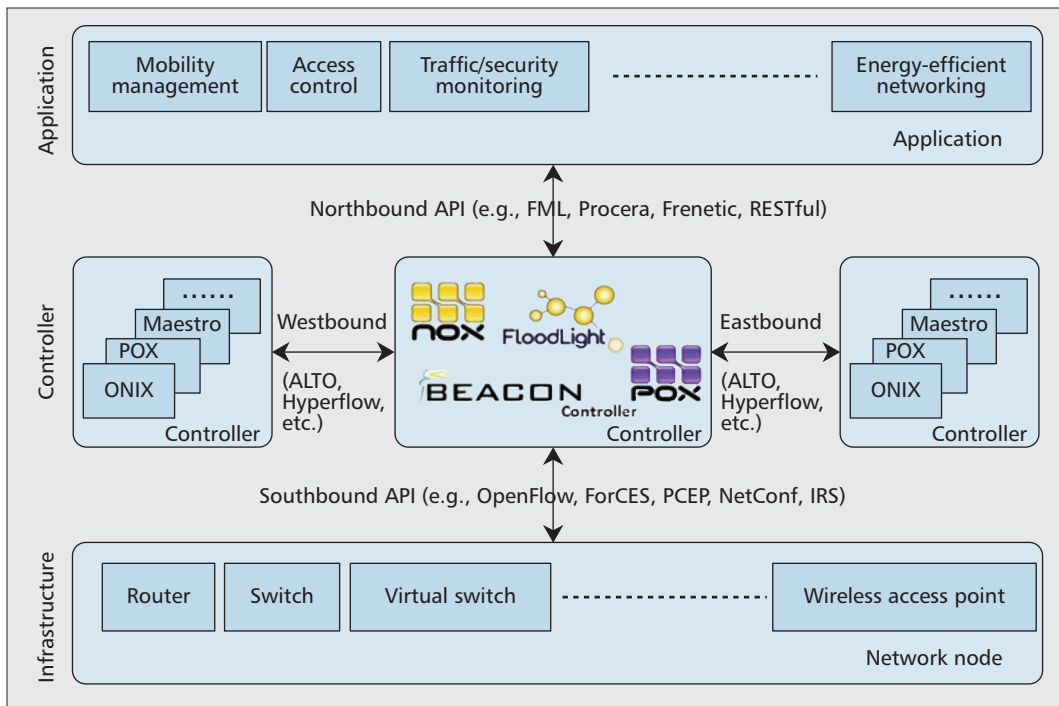 Application
Mobility
management
Access
control
Traffic/security
monitoring
Energy-efficient
networking
Application
Northbound API (e.g., FML, Procera, Frenetic, RESTful)
Controller
......
Maestro
POX
ONIX
Controller
Westbound
(ALTO,
Hyperflow,
etc.)
nox
FloodLight
BEACON
Controller
POX
Controller
Eastbound
(ALTO,
Hyperflow,
etc.)
......
Maestro
POX
ONIX
Controller
Southbound API (e.g., OpenFlow, ForCES, PCEP, NetConf, IRS)
Infrastructure
Router
Switch
Virtual switch
Wireless access point
Network node